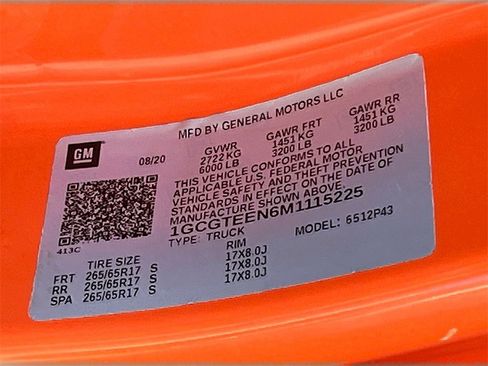 MFD BY GENERAL MOTORS LLC
GM
08/20
GVWR GAWR FRT GAWR RR
2722 KG 1451 KG 1451 KG
6000 LB 3200 LB 3200 LB
THIS VEHICLE CONFORMS TO ALL
APPLICABLE U.S. FEDERAL MOTOR
VEHICLE SAFETY AND THEFT PREVENTION
STANDARDS IN EFFECT ON THE DATE OF
MANUFACTURE SHOWN ABOVE.
1GCGTEEN6M1115225
TYPE: TRUCK MODEL: 6512P43
413C
TIRE SIZE RIM
FRT 265/65R17 S 17X8.0J
RR 265/65R17 S 17X8.0J
SPA 265/65R17 S 17X8.0J